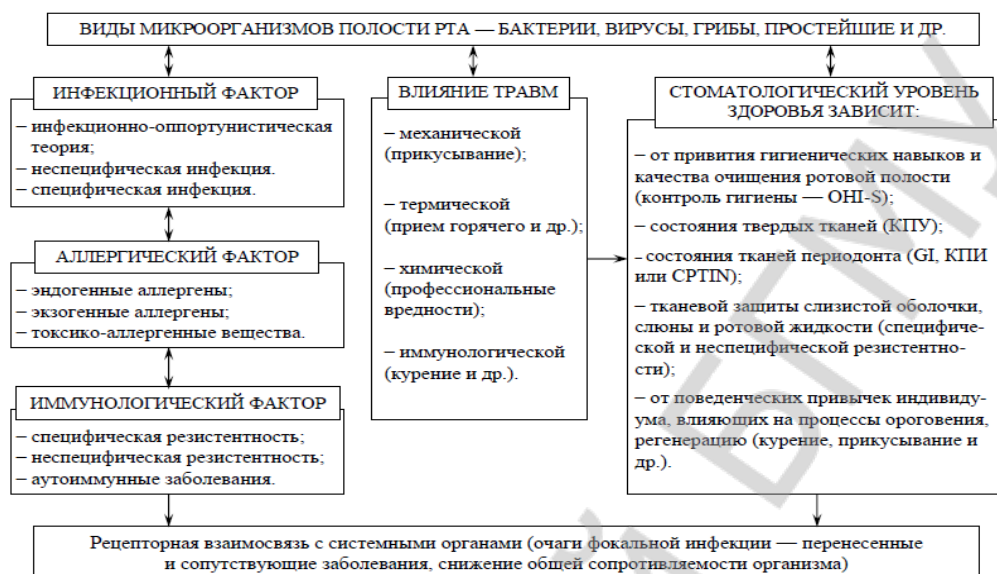 ВИДЫ МИКРООРГАНИЗМОВ ПОЛОСТИ РТА — БАКТЕРИИ, ВИРУСЫ, ГРИБЫ, ПРОСТЕЙШИЕ И ДР.
ИНФЕКЦИОННЫЙ ФАКТОР
– инфекционно-оппортунистическая
теория;
– неспецифическая инфекция.
– специфическая инфекция.
АЛЛЕРГИЧЕСКИЙ ФАКТОР
– эндогенные аллергены;
– экзогенные аллергены;
– токсико-аллергенные вещества.
ИММУНОЛОГИЧЕСКИЙ ФАКТОР
– специфическая резистентность;
– неспецифическая резистентность;
– аутоиммунные заболевания.
ВЛИЯНИЕ ТРАВМ
– механической
(прикусывание);
– термической
(прием горячего и др.);
– химической
(профессиональные
вредности);
– иммунологической
(курение и др.).
СТОМАТОЛОГИЧЕСКИЙ УРОВЕНЬ
ЗДОРОВЬЯ ЗАВИСИТ:
– от привития гигиенических навыков и
качества очищения ротовой полости
(контроль гигиены — OHI-S);
– состояния твердых тканей (КПУ);
- состояния тканей периодонта (GI, КПИ
или CPTIN);
– тканевой защиты слизистой оболочки,
слюны и ротовой жидкости (специфиче-
ской и неспецифической резистентно-
сти);
– от поведенческих привычек индивиду-
ума, влияющих на процессы ороговения,
регенерацию (курение, прикусывание и
др.).
Рецепторная взаимосвязь с системными органами (очаги фокальной инфекции — перенесенные
и сопутствующие заболевания, снижение общей сопротивляемости организма)
Й БГМУ